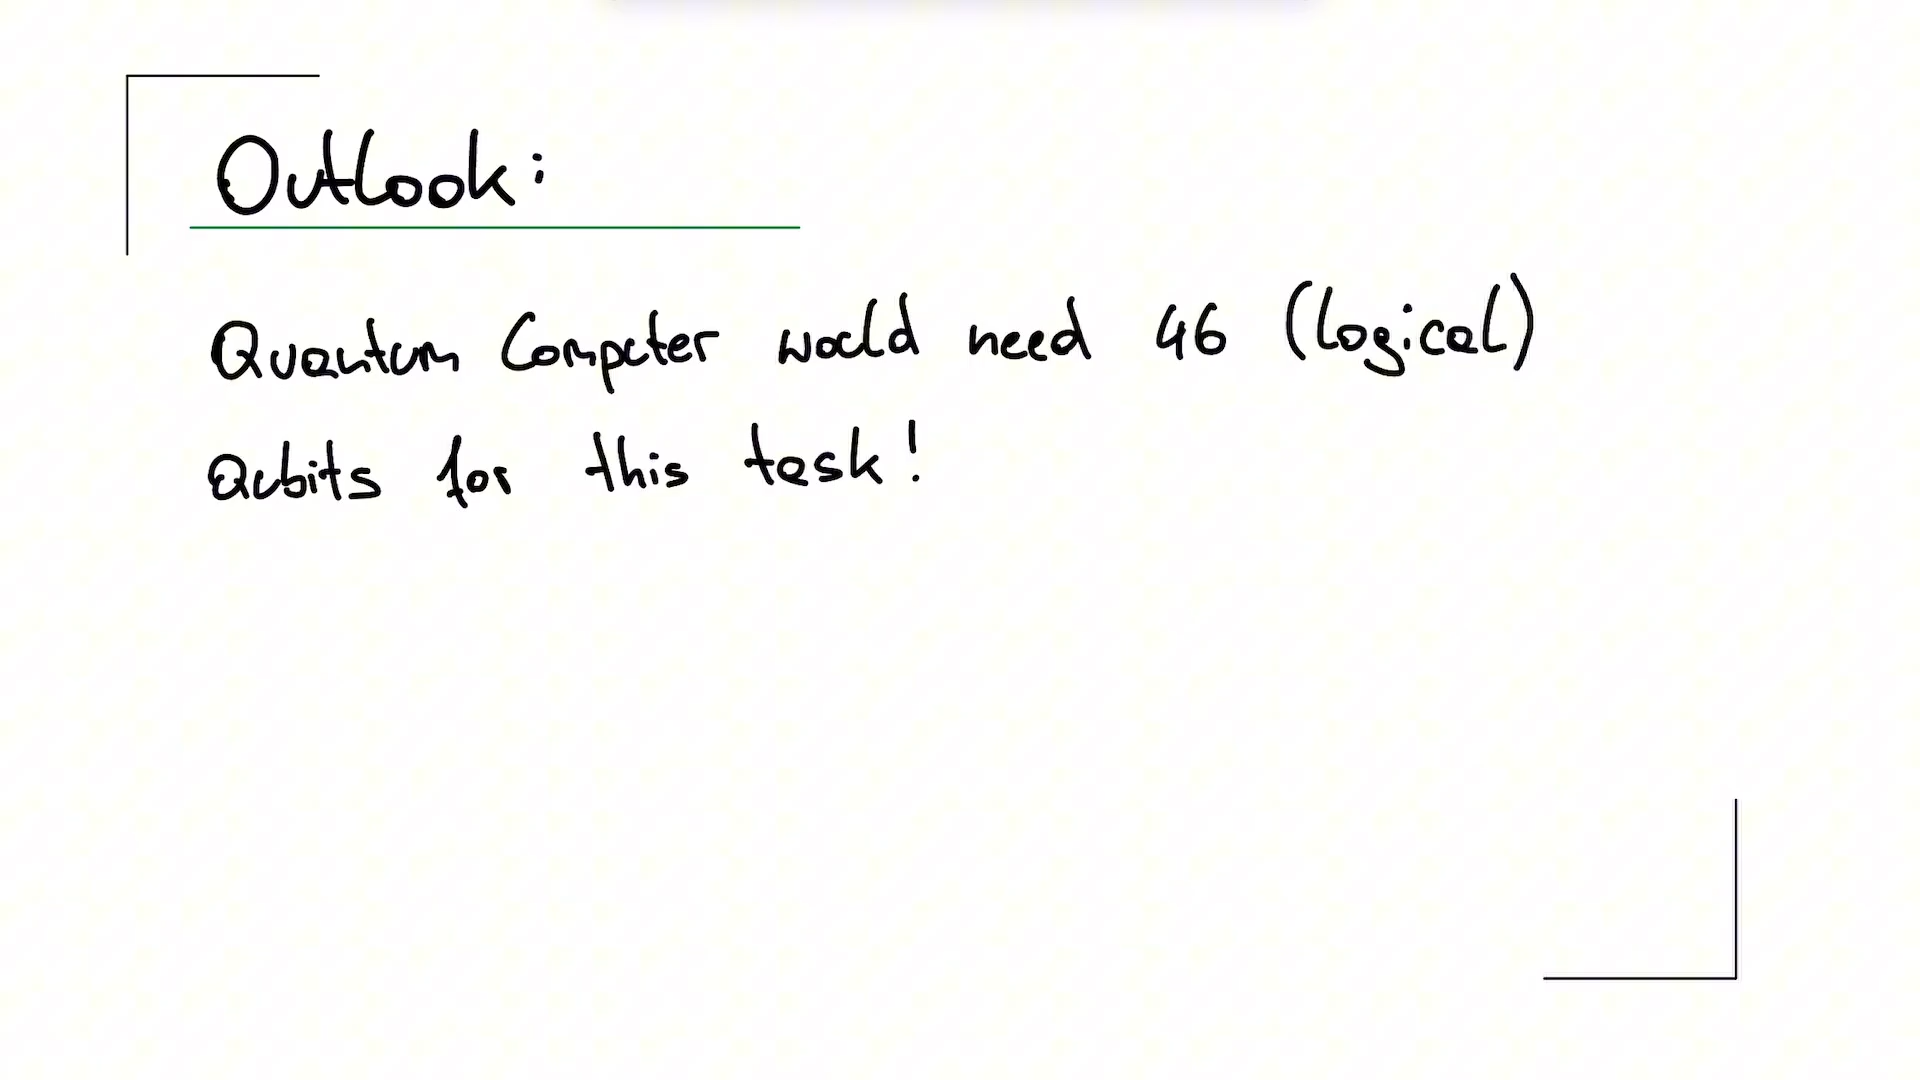 Outlook:
Quantum Computer would need 46 (logical)
Qubits for this task!